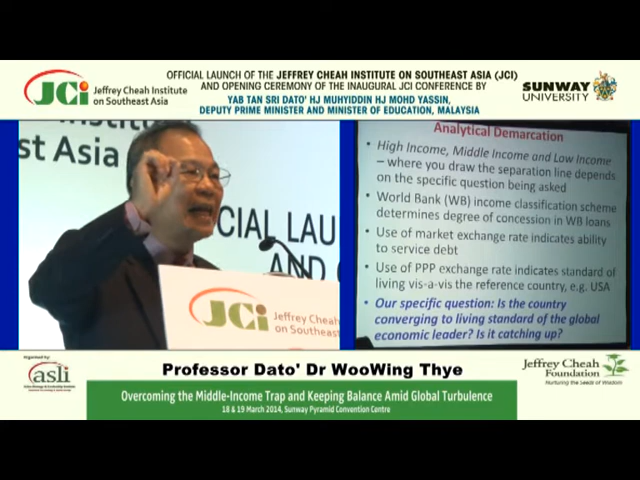 JCi
Jeffrey Cheah Institute
on Southeast Asia
OFFICIAL LAUNCH OF THE JEFFREY CHEAH INSTITUTE ON SOUTHEAST ASIA (JCI)
AND OPENING CEREMONY OF THE INAUGURAL JCI CONFERENCE BY
YAB TAN SRI DATO' HJ MUHYIDDIN HJ MOHD YASSIN,
DEPUTY PRIME MINISTER AND MINISTER OF EDUCATION, MALAYSIA
SUNWAY
UNIVERSITY
st Asia
CIAL LAU
AND
JCi
Jeffrey Cheah
on Southeast
Analytical Demarcation
High Income, Middle Income and Low Income
– where you draw the separation line depends
on the specific question being asked
World Bank (WB) income classification scheme
determines degree of concession in WB loans
Use of market exchange rate indicates ability
to service debt
Use of PPP exchange rate indicates standard of
living vis-a-vis the reference country, e.g. USA
Our specific question: Is the country
converging to living standard of the global
economic leader? Is it catching up?
Organised by:
asli
Professor Dato' Dr WooWing Thye
Jeffrey Cheah
Foundation
Nurturing the Seeds of Wisdom
Overcoming the Middle-Income Trap and Keeping Balance Amid Global Turbulence
18 & 19 March 2014, Sunway Pyramid Convention Centre